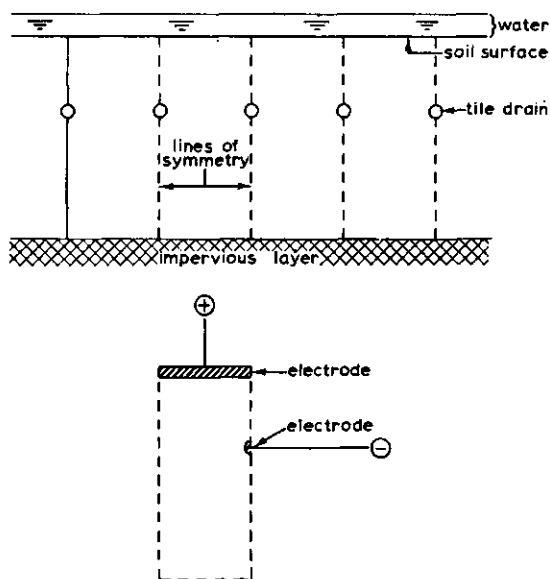 water
soil surface
tile drain
lines of
symmetry
impervious layer
+
electrode
electrode
−